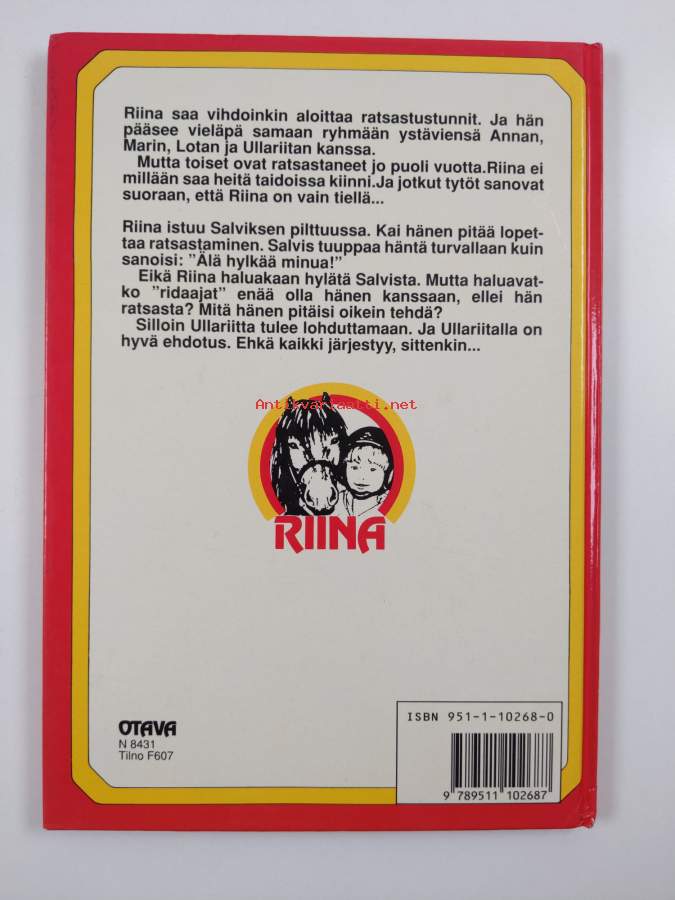 Riina saa vihdoinkin aloittaa ratsastustunnit. Ja hän
pääsee vieläpä samaan ryhmään ystäviensä Annan,
Marin, Lotan ja Ullariitan kanssa.
Mutta toiset ovat ratsastaneet jo puoli vuotta.Riina ei
millään saa heitä taidoissa kiinni.Ja jotkut tytöt sanovat
suoraan, että Riina on vain tiellä...
Riina istuu Salviksen pilttuussa. Kai hänen pitää lopet-
taa ratsastaminen. Salvis tuuppaa häntä turvallaan kuin
sanoisi: ”Älä hylkää minua!”
Eikä Riina haluakaan hylätä Salvista. Mutta haluavat-
ko ”ridaajat” enää olla hänen kanssaan, ellei hän
ratsasta? Mitä hänen pitäisi oikein tehdä?
Silloin Ullariitta tulee lohduttamaan. Ja Ullariitalla on
hyvä ehdotus. Ehkä kaikki järjestyy, sittenkin...
Antikvariaatti.net
RIINA
OTAVA
N 8431
Tilno F607
ISBN 951-1-10268-0
9 789511 102687